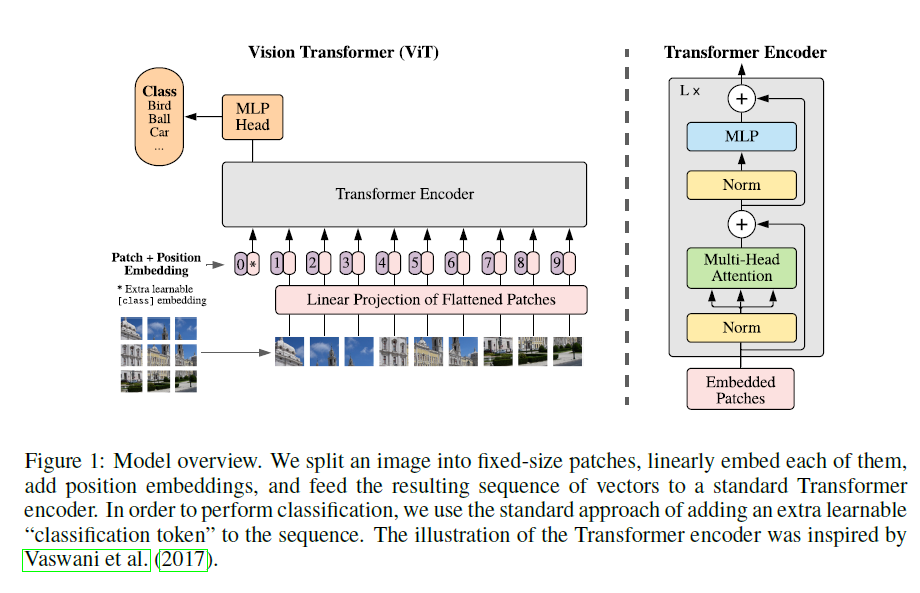 Vision Transformer (ViT)
Class
Bird
Ball
Car
...
MLP
Head
Transformer Encoder
Patch + Position
Embedding
* Extra learnable
[class] embedding
0 * 1 2 3 4 5 6 7 8 9
Linear Projection of Flattened Patches
Transformer Encoder
L ×
+
MLP
Norm
+
Multi-Head
Attention
Norm
Embedded
Patches
Figure 1: Model overview. We split an image into fixed-size patches, linearly embed each of them,
add position embeddings, and feed the resulting sequence of vectors to a standard Transformer
encoder. In order to perform classification, we use the standard approach of adding an extra learnable
“classification token” to the sequence. The illustration of the Transformer encoder was inspired by
Vaswani et al. (2017).